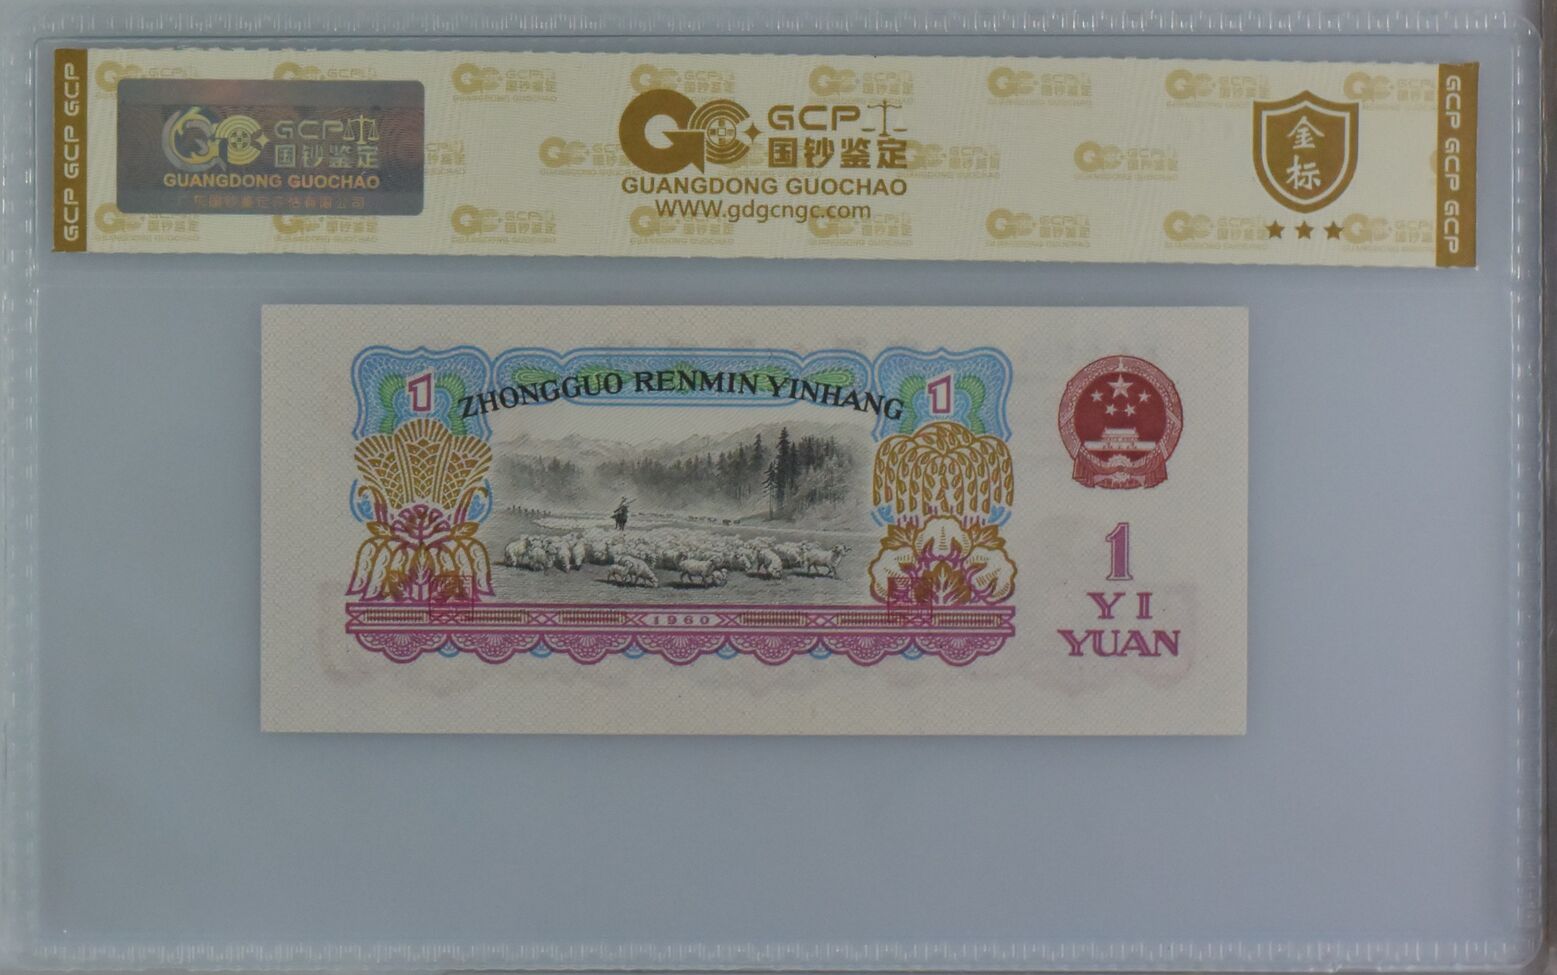 GCP GCP GCP
GCP
国钞鉴定
GUANGDONG GUOCHAO
GCP
国钞鉴定
GUANGDONG GUOCHAO
www.gdgcngc.com
金
标
GCP GCP GCP
1
ZHONGGUO RENMIN YINHANG
1
1960
1
YI
YUAN